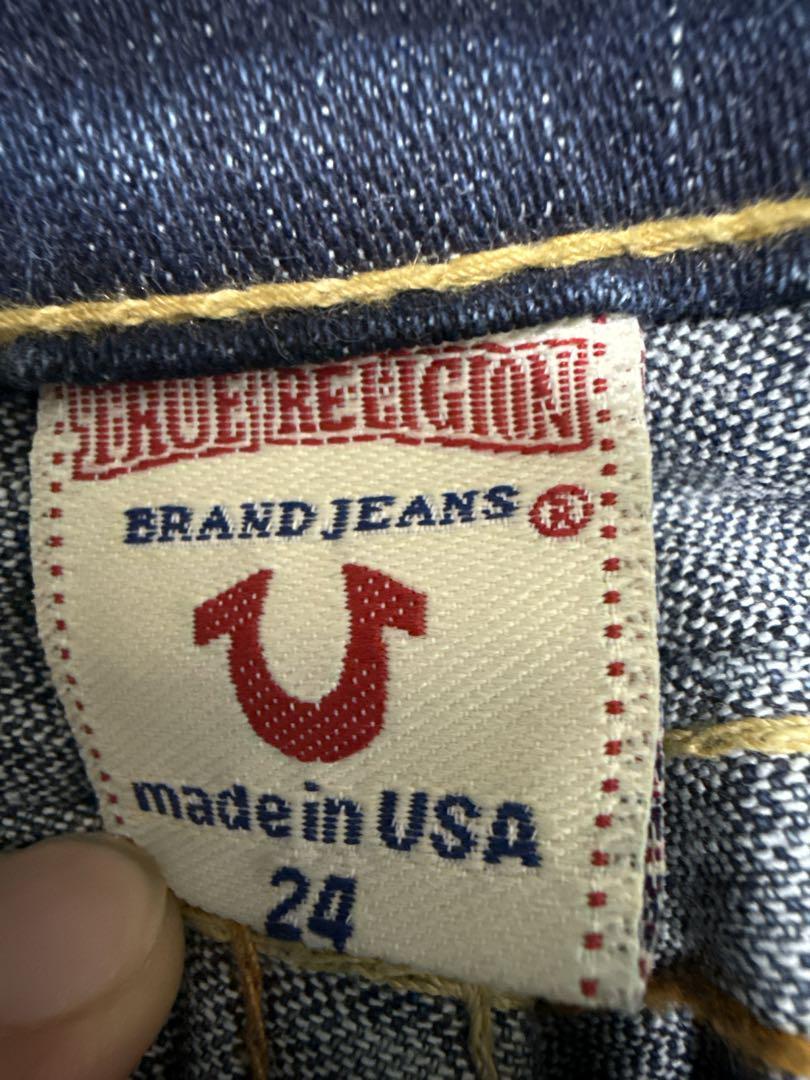 TRUE RELIGION
BRAND JEANS ®
made in USA
24